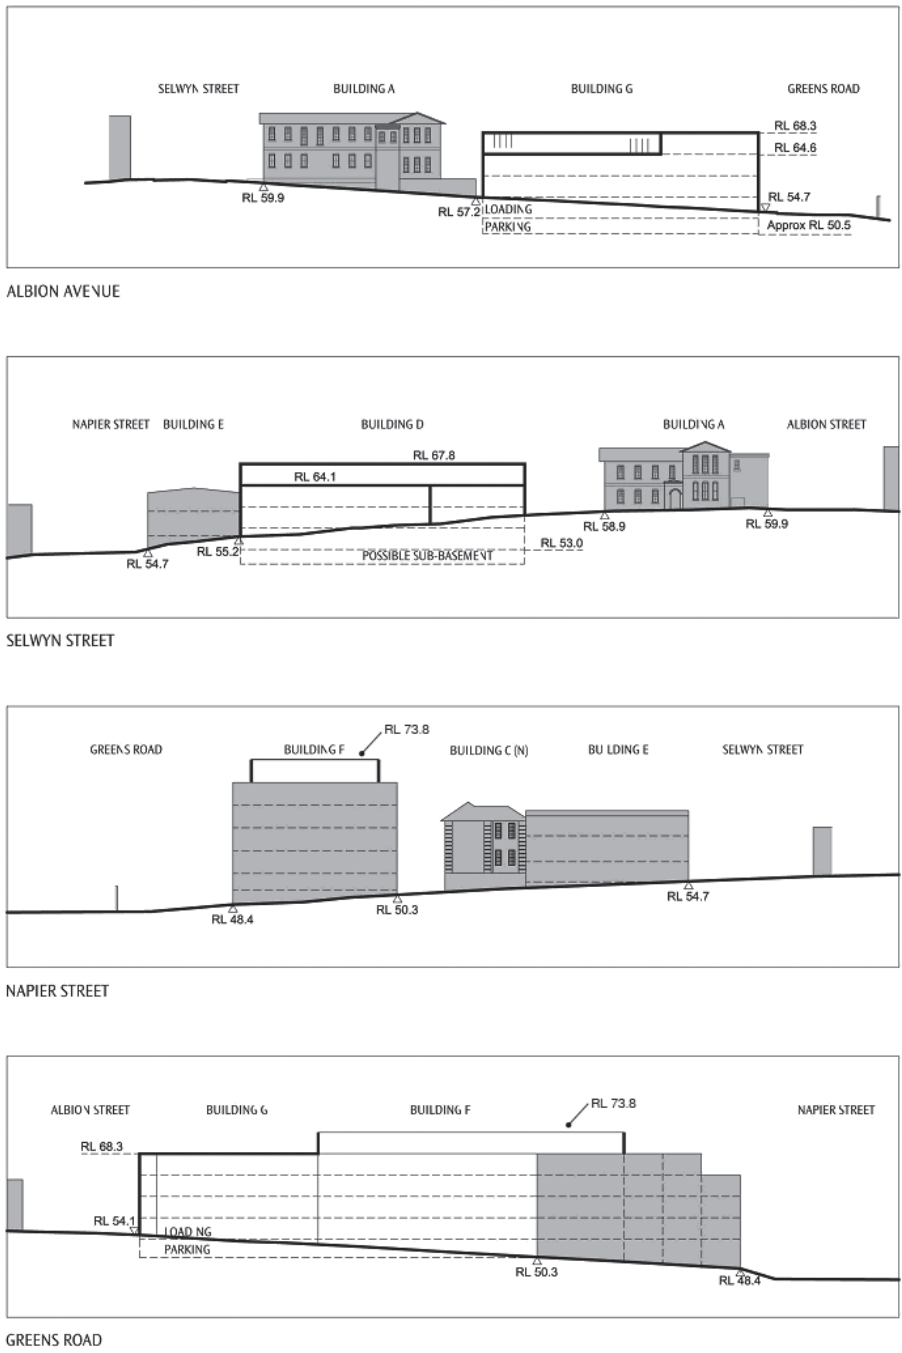 SELWYN STREET BUILDING A BUILDING G GREENS ROAD
RL 68.3
RL 64.6
RL 59.9
RL 57.2
LOADING
RL 54.7
PARKING
Approx RL 50.5
ALBION AVENUE
NAPIER STREET BUILDING E BUILDING D BUILDING A ALBION STREET
RL 67.8
RL 64.1
RL 58.9
RL 59.9
RL 55.2
RL 53.0
POSSIBLE SUB-BASEMENT
RL 54.7
SELWYN STREET
RL 73.8
GREENS ROAD BUILDING F BUILDING C (N) BUILDING E SELWYN STREET
RL 54.7
RL 48.4
RL 50.3
NAPIER STREET
RL 73.8
ALBION STREET BUILDING G BUILDING F NAPIER STREET
RL 68.3
RL 54.1
LOADING
PARKING
RL 50.3
RL 48.4
GREENS ROAD